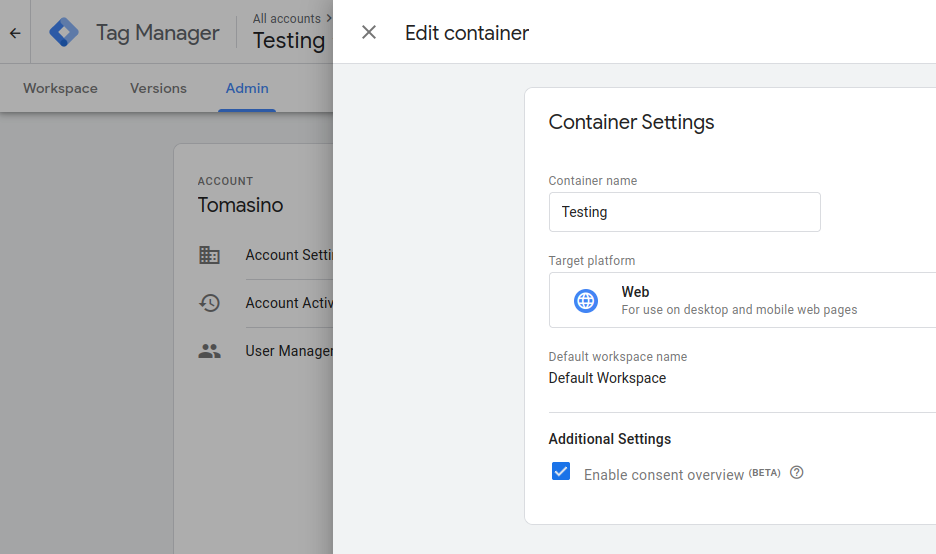 Tag Manager
All accounts >
Testing
Workspace
Versions
Admin
ACCOUNT
Tomasino
Account Setti
Account Activ
User Manager
Edit container
Container Settings
Container name
Testing
Target platform
Web
For use on desktop and mobile web pages
Default workspace name
Default Workspace
Additional Settings
Enable consent overview (BETA) ?